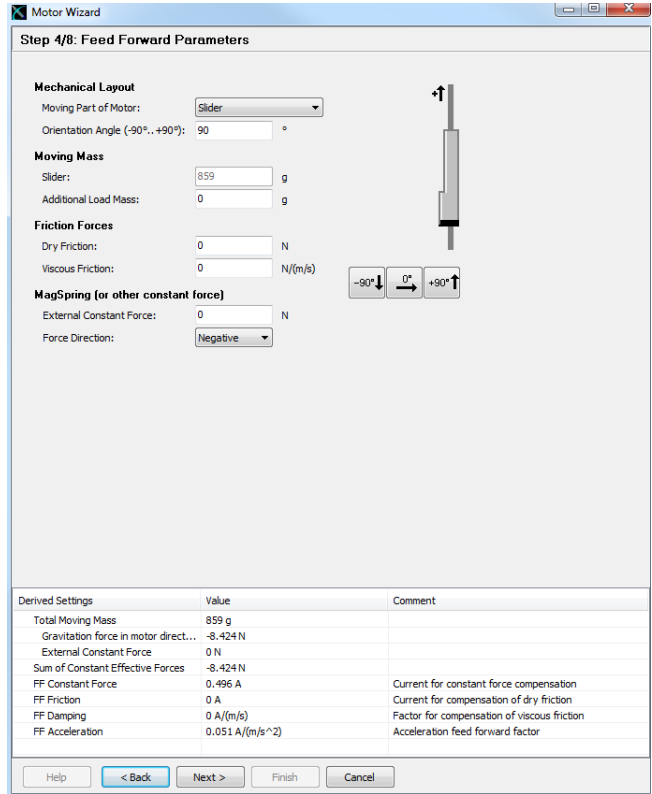 Motor Wizard
Step 4/8: Feed Forward Parameters
Mechanical Layout
Moving Part of Motor: Slider
Orientation Angle (-90°..+90°): 90 °
Moving Mass
Slider: 859 g
Additional Load Mass: 0 g
Friction Forces
Dry Friction: 0 N
Viscous Friction: 0 N/(m/s)
MagSpring (or other constant force)
External Constant Force: 0 N
Force Direction: Negative
+
-90° 0° +90°
Derived Settings Value Comment
Total Moving Mass 859 g
Gravitation force in motor direct... -8.424 N
External Constant Force 0 N
Sum of Constant Effective Forces -8.424 N
FF Constant Force 0.496 A Current for constant force compensation
FF Friction 0 A Current for compensation of dry friction
FF Damping 0 A/(m/s) Factor for compensation of viscous friction
FF Acceleration 0.051 A/(m/s^2) Acceleration feed forward factor
Help < Back Next > Finish Cancel